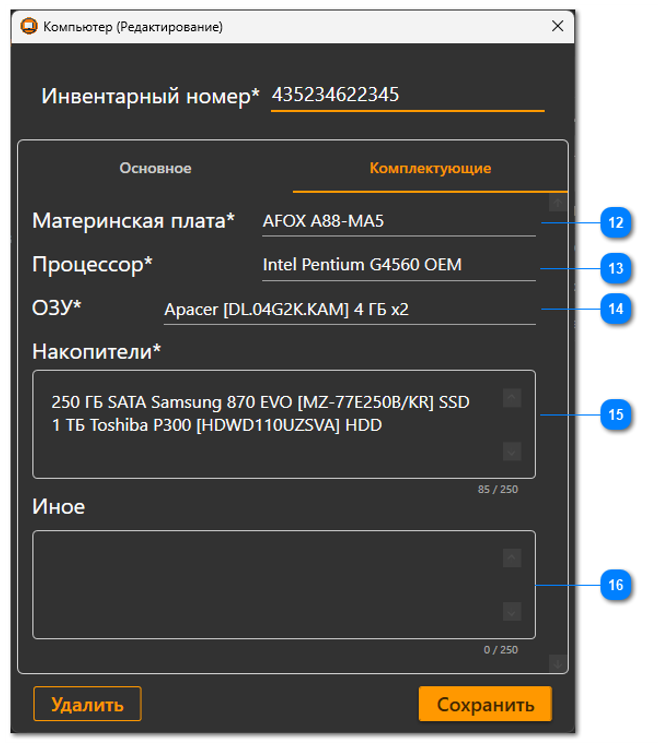 Компьютер (Редактирование)
Инвентарный номер* 435234622345
Основное Комплектующие
Материнская плата* AFOX A88-MA5 12
Процессор* Intel Pentium G4560 OEM 13
ОЗУ* Apacer [DL.04G2K.KAM] 4 ГБ x2 14
Накопители*
250 ГБ SATA Samsung 870 EVO [MZ-77E250B/KR] SSD 15
1 ТБ Toshiba P300 [HDWD110UZSVA] HDD
85 / 250
Иное
16
0 / 250
Удалить Сохранить